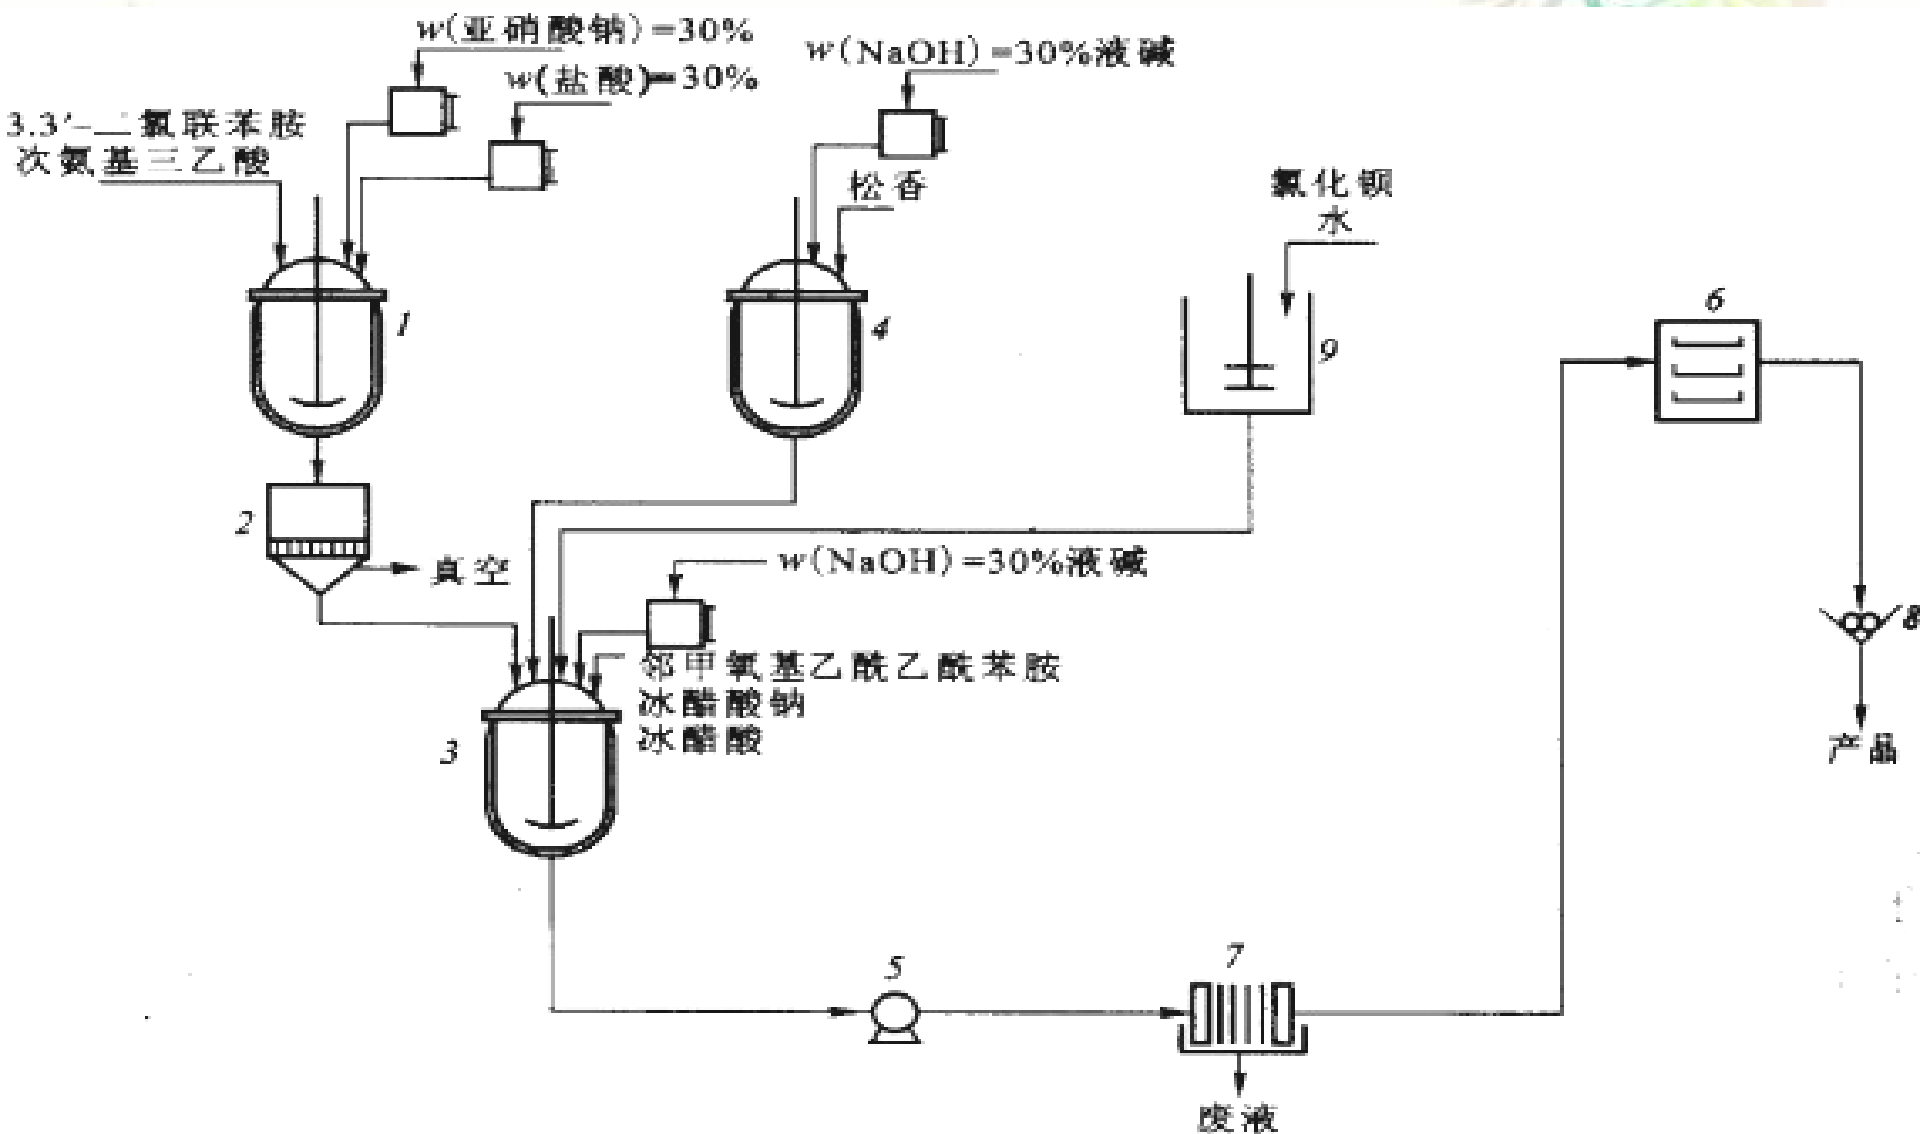 w(亚硝酸钠)=30%
w(盐酸)=30%
3.3′-二氯联苯胺
次氨基三乙酸
w(NaOH)=30%液碱
松香
氯化钡
水
1
4
9
6
2
真空
w(NaOH)=30%液碱
邻甲氧基乙酰乙酰苯胺
冰醋酸钠
冰醋酸
3
8
产品
5
7
废液